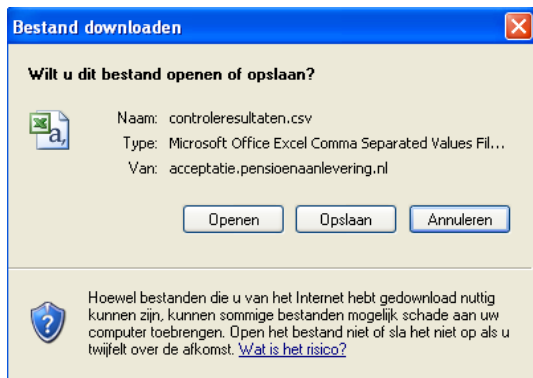 Bestand downloaden
Wilt u dit bestand openen of opslaan?
Naam: controleresultaten.csv
Type: Microsoft Office Excel Comma Separated Values Fil...
Van: acceptatie.pensioenaanlevering.nl
Openen Opslaan Annuleren
Hoewel bestanden die u van het Internet hebt gedownload nuttig
kunnen zijn, kunnen sommige bestanden mogelijk schade aan uw
computer toebrengen. Open het bestand niet of sla het niet op als u
twijfelt over de afkomst. Wat is het risico?